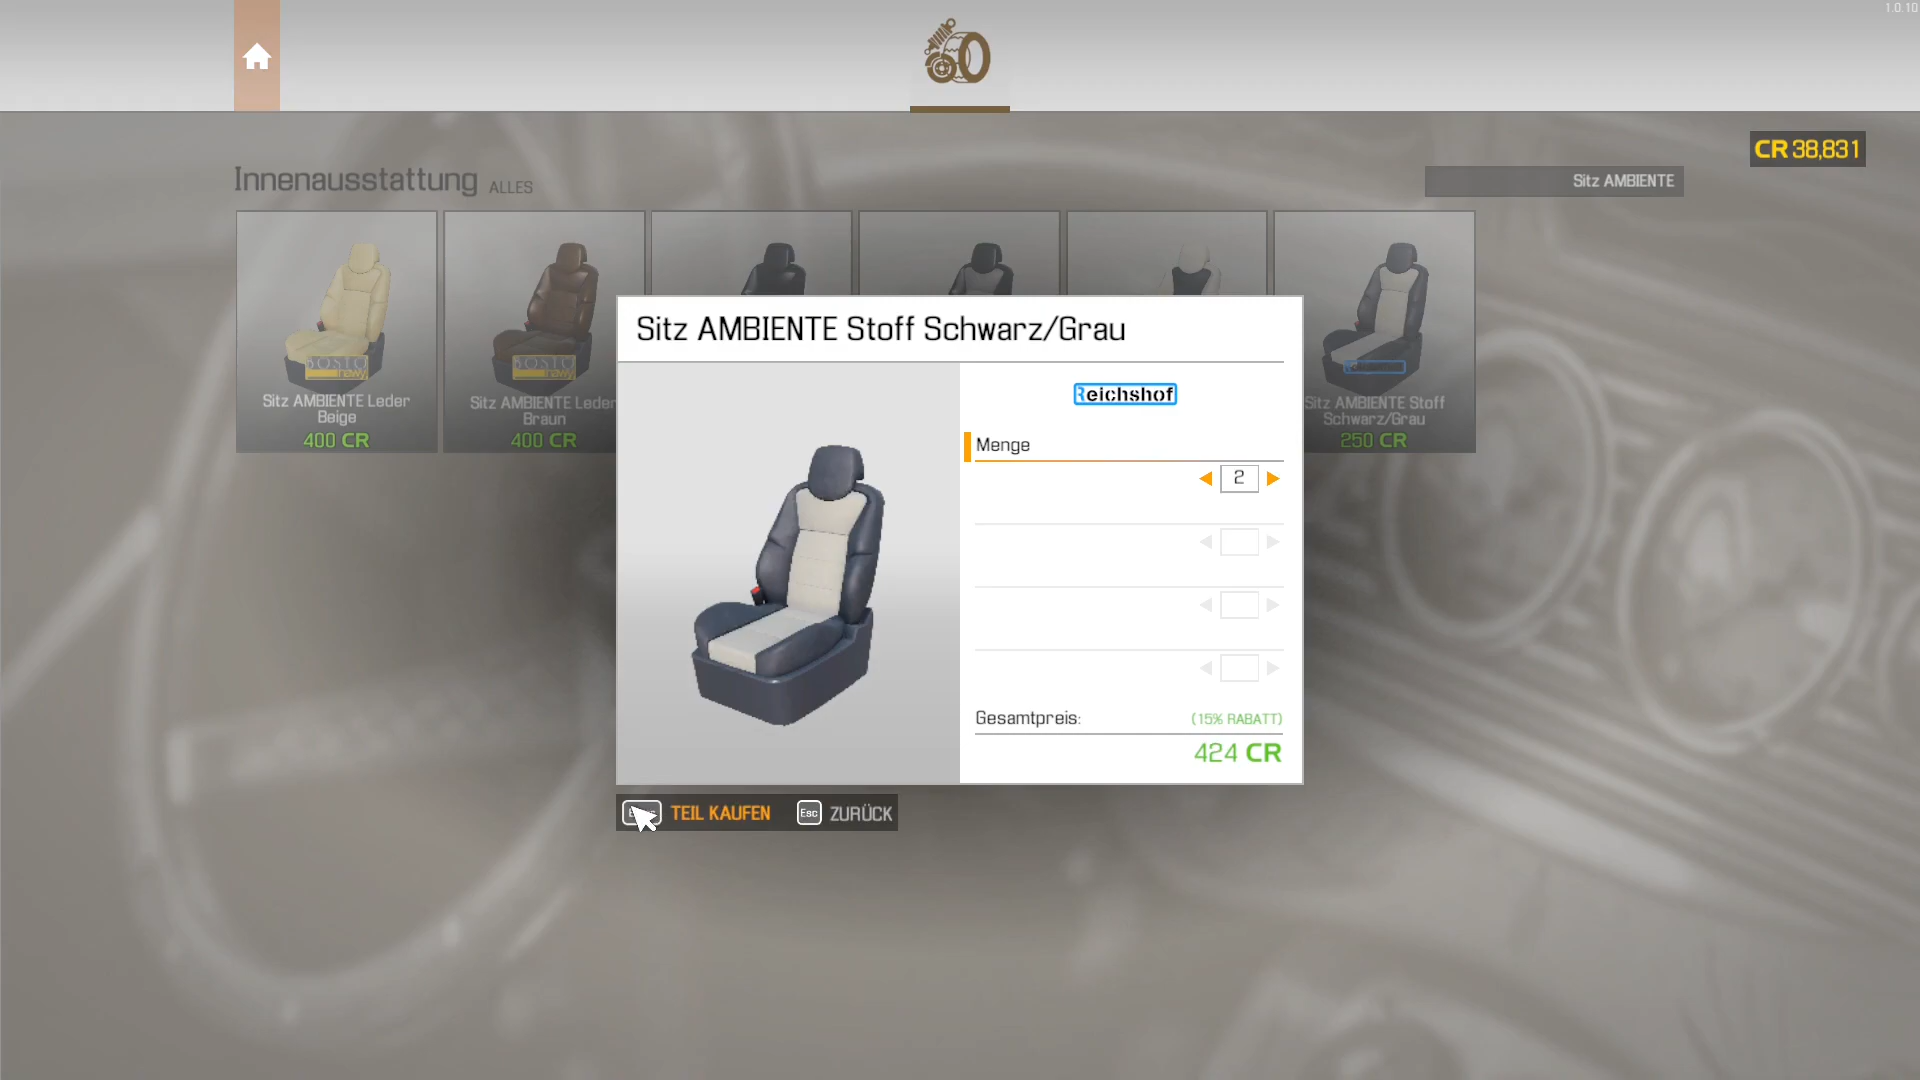 1.0.10
CR 38,831
Innenausstattung ALLES
Sitz AMBIENTE
BOSTO
Sitz AMBIENTE Leder
Beige
400 CR
BOSTO
Sitz AMBIENTE Leder
Braun
400 CR
Sitz AMBIENTE Stoff
Schwarz/Grau
250 CR
Sitz AMBIENTE Stoff Schwarz/Grau
Reichshof
Menge
2
Gesamtpreis:
(15% RABATT)
424 CR
TEIL KAUFEN
Esc ZURÜCK